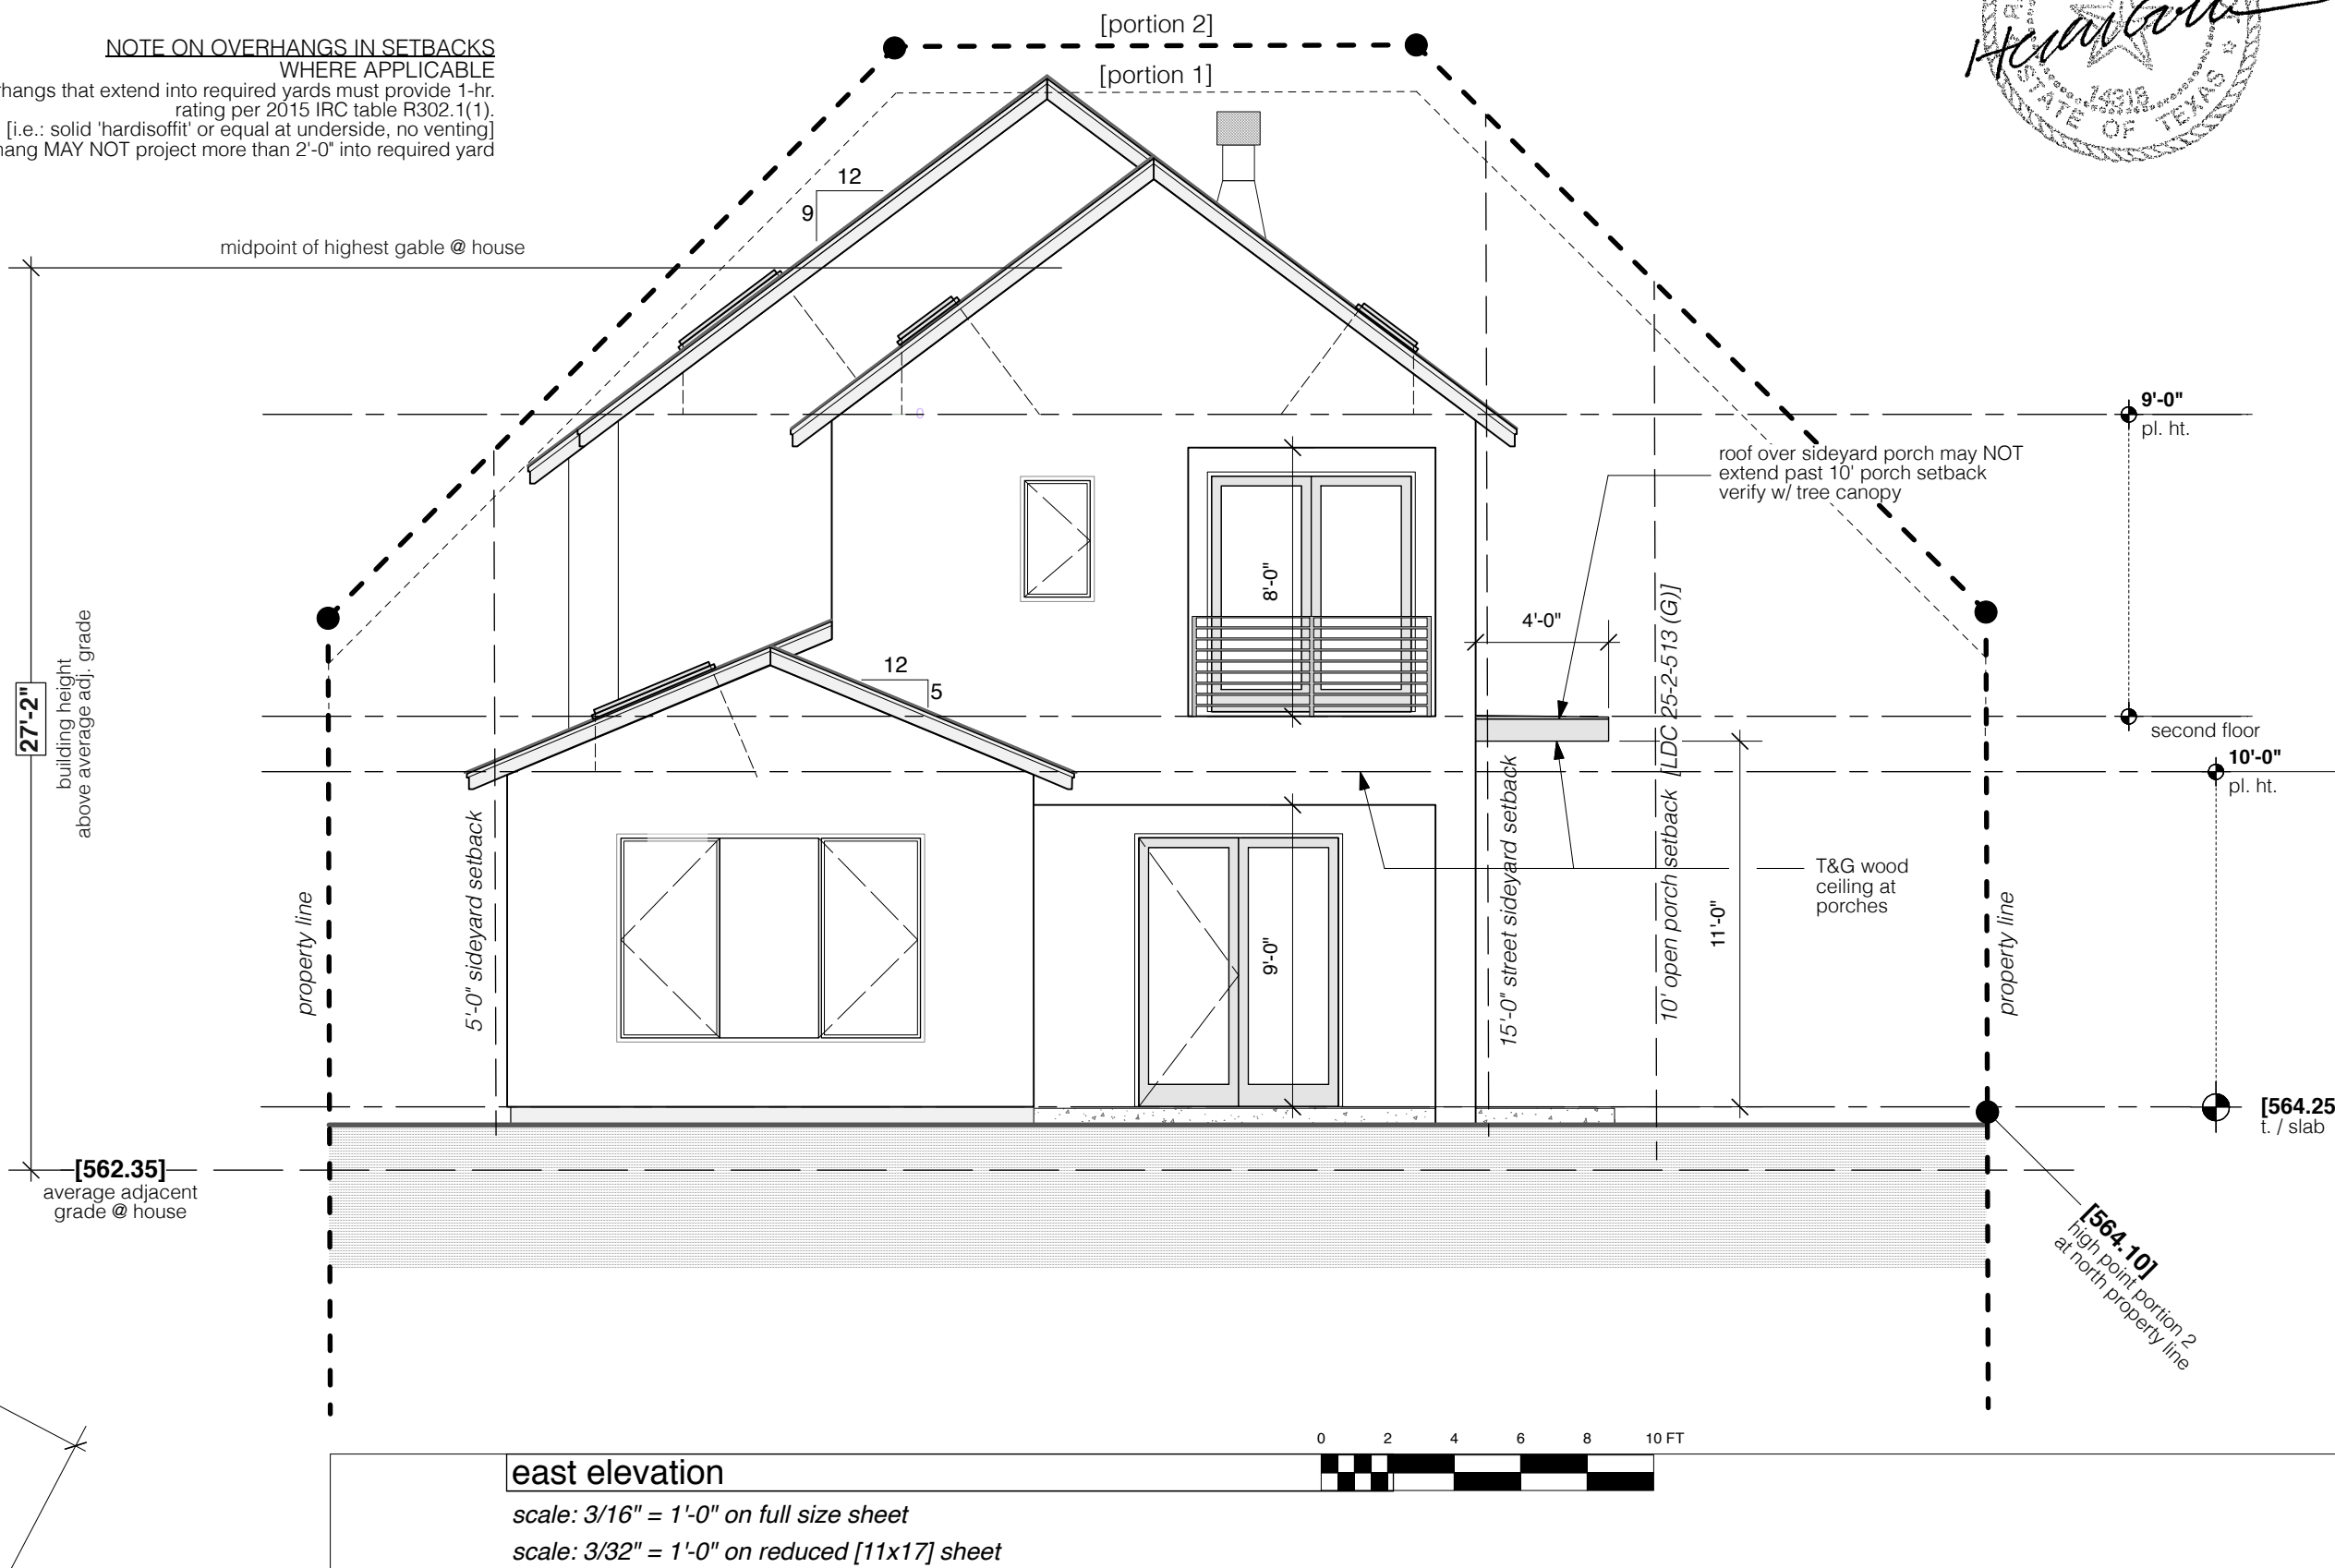 [portion 2]
[portion 1]
NOTE ON OVERHANGS IN SETBACKS
WHERE APPLICABLE
hangs that extend into required yards must provide 1-hr.
rating per 2015 IRC table R302.1(1).
[i.e.: solid 'hardisoffit' or equal at underside, no venting]
ang MAY NOT project more than 2'-0" into required yard
14318
STATE OF TEXAS
12
9
midpoint of highest gable @ house
27'-2"
building height
above average adj. grade
0
9'-0"
pl. ht.
roof over sideyard porch may NOT
extend past 10' porch setback
verify w/ tree canopy
8'-0"
4'-0"
12
5
second floor
10'-0"
pl. ht.
property line
5'-0" sideyard setback
9'-0"
15'-0" street sideyard setback
10' open porch setback [LDC 25-2-513 (G)]
11'-0"
T&G wood
ceiling at
porches
property line
[564.25
t. / slab
[562.35]
average adjacent
grade @ house
[564.10]
high point portion 2
at north property line
0 2 4 6 8 10 FT
east elevation
scale: 3/16" = 1'-0" on full size sheet
scale: 3/32" = 1'-0" on reduced [11x17] sheet